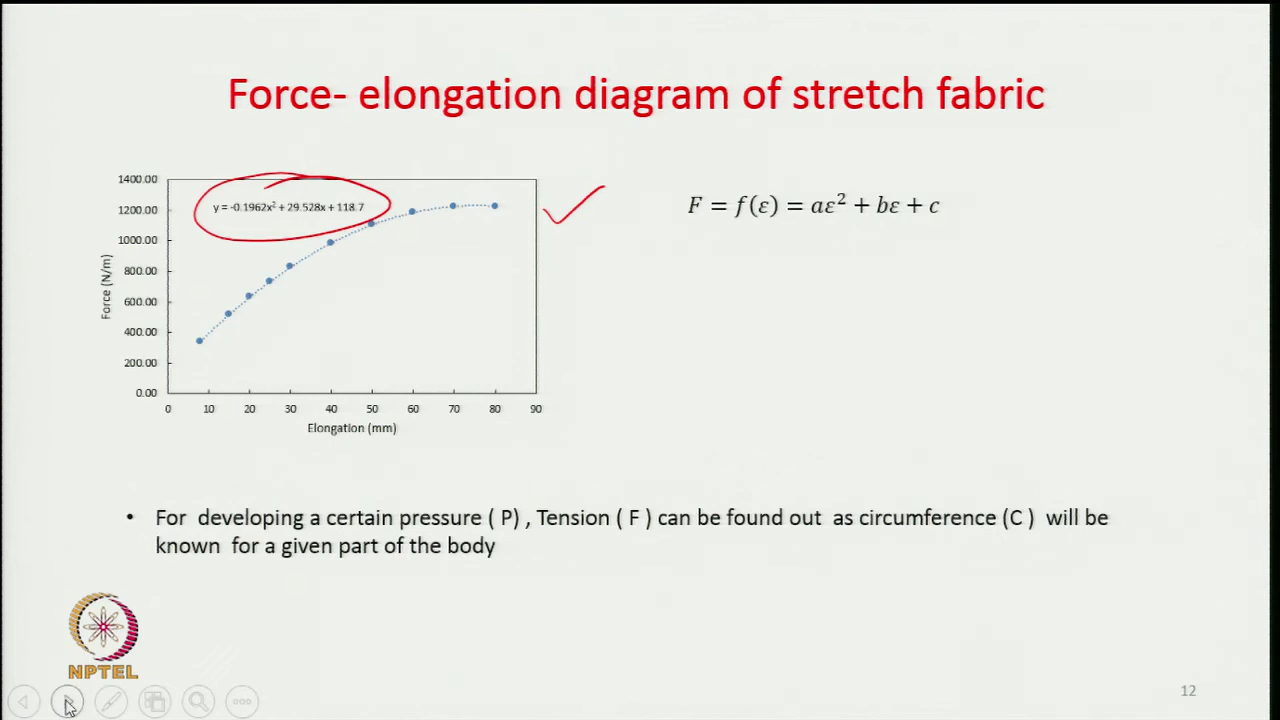 Force- elongation diagram of stretch fabric
1400.00
1200.00
1000.00
800.00
600.00
400.00
200.00
0.00
Force (N/m)
y = -0.1962x² + 29.528x + 118.7
0 10 20 30 40 50 60 70 80 90
Elongation (mm)
F = f(ε) = aε² + bε + c
• For developing a certain pressure ( P) , Tension ( F ) can be found out as circumference (C ) will be
known for a given part of the body
NPTEL
12